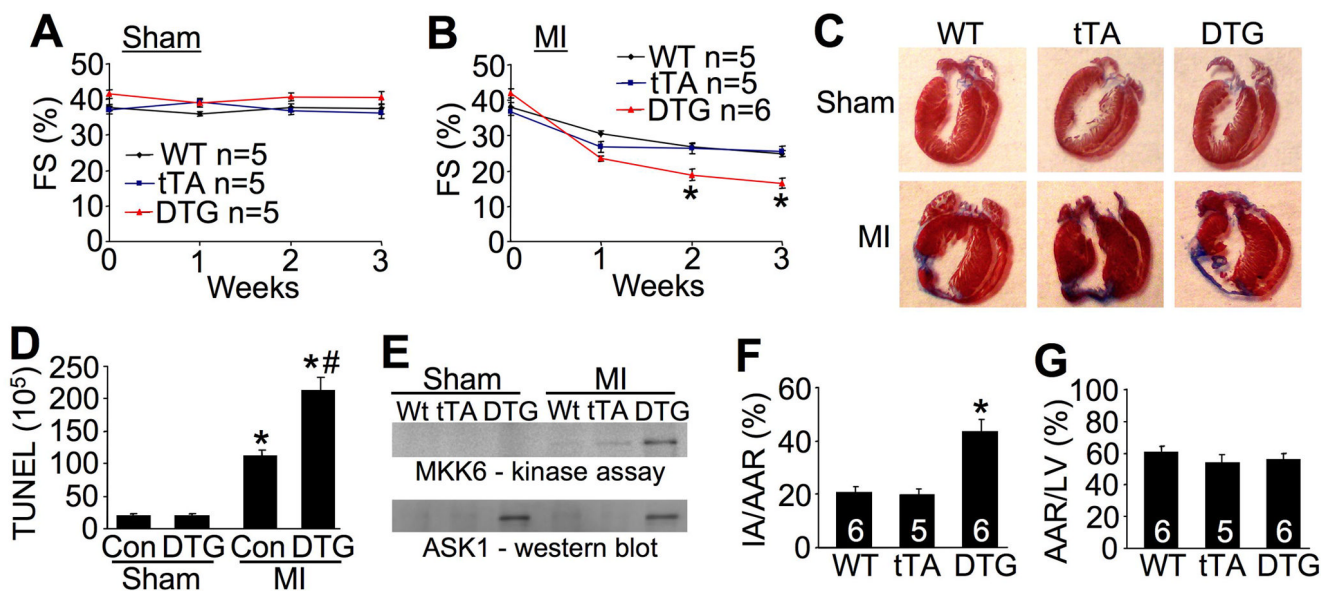 A Sham
50
40
30
20
10
0
FS (%)
WT n=5
tTA n=5
DTG n=5
0 1 2 3
Weeks
B MI
50
40
30
20
10
0
FS (%)
WT n=5
tTA n=5
DTG n=6
* *
0 1 2 3
Weeks
C
WT tTA DTG
Sham
MI
D
250
200
150
100
50
0
TUNEL (10⁵)
* *#
Con DTG Con DTG
Sham MI
E
Sham MI
Wt tTA DTG Wt tTA DTG
MKK6 - kinase assay
ASK1 - western blot
F
60
40
20
0
IA/AAR (%)
*
6 5 6
WT tTA DTG
G
100
80
60
40
20
0
AAR/LV (%)
6 5 6
WT tTA DTG